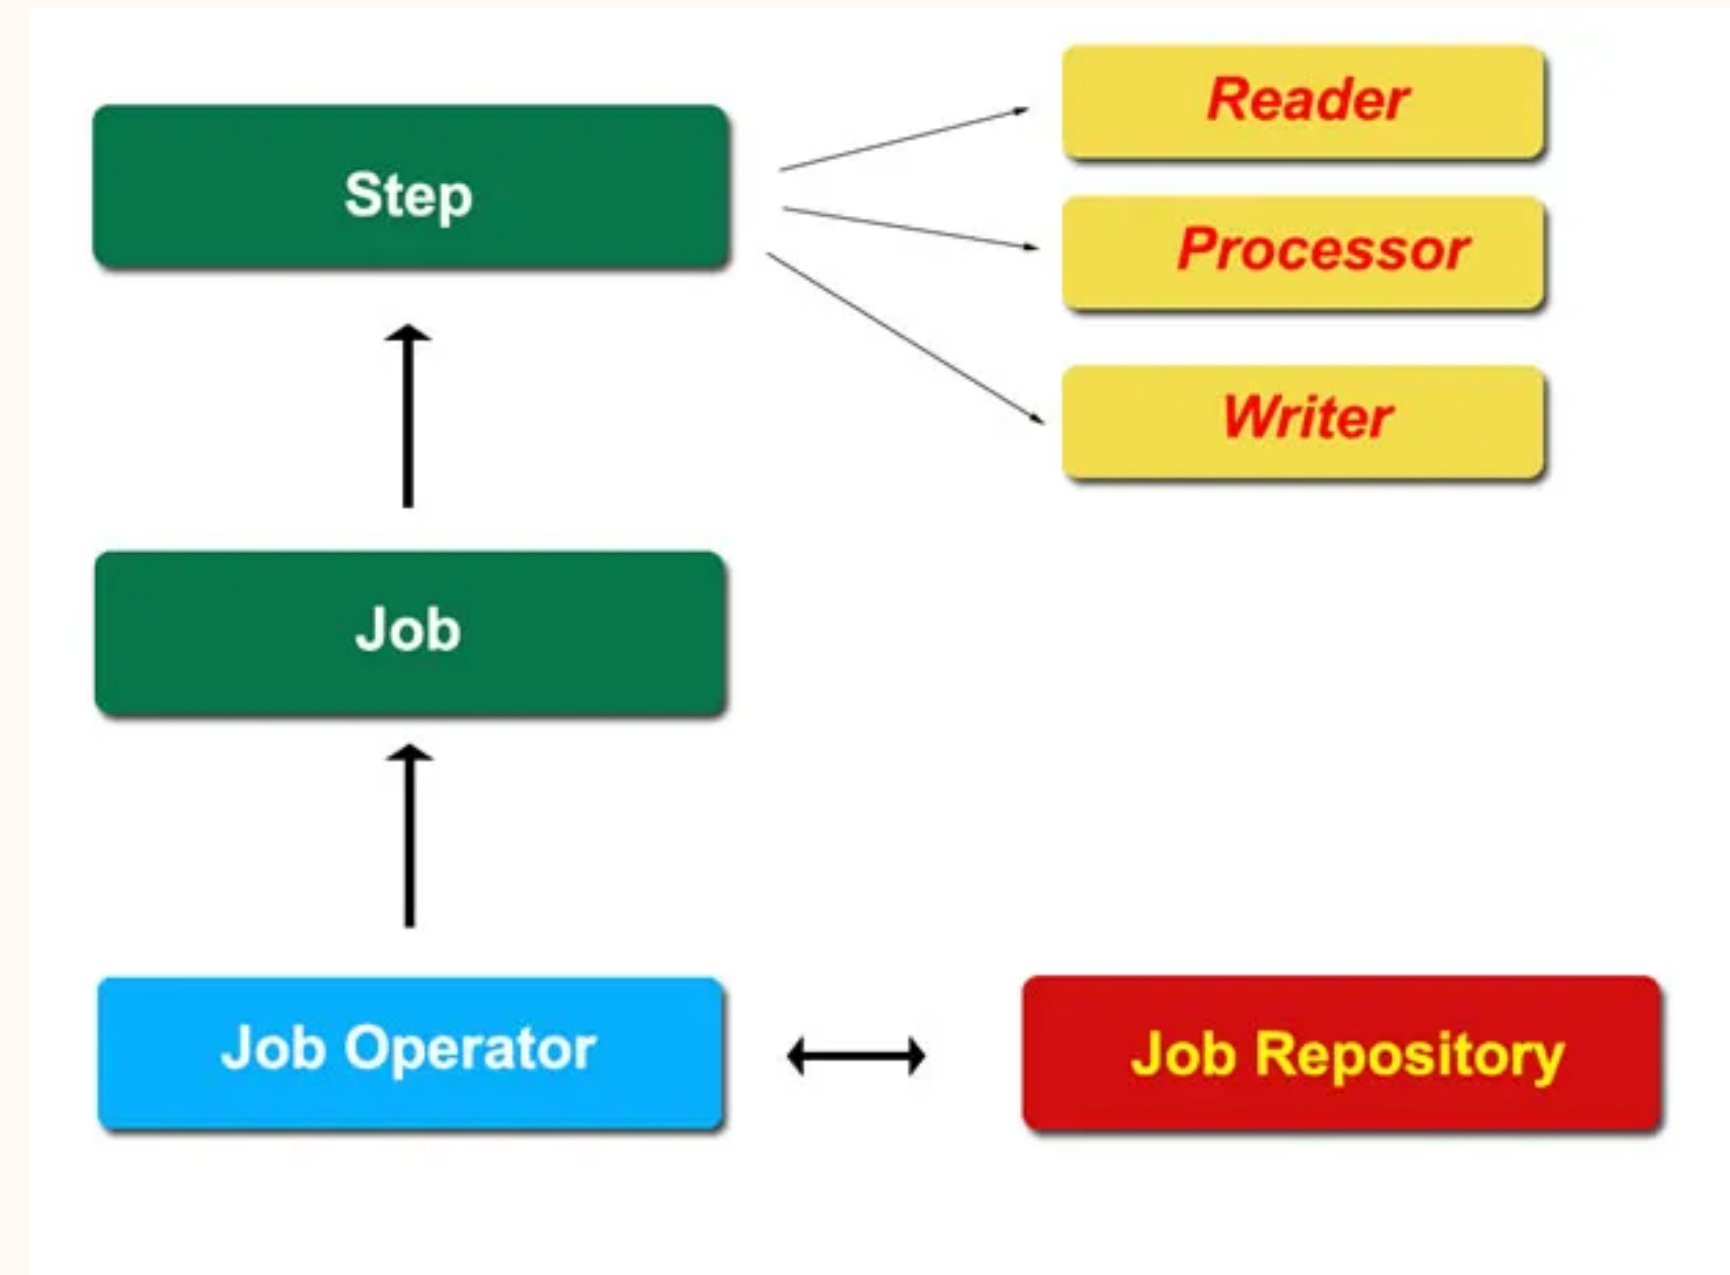 Step
Reader
Processor
Writer
Job
Job Operator
Job Repository